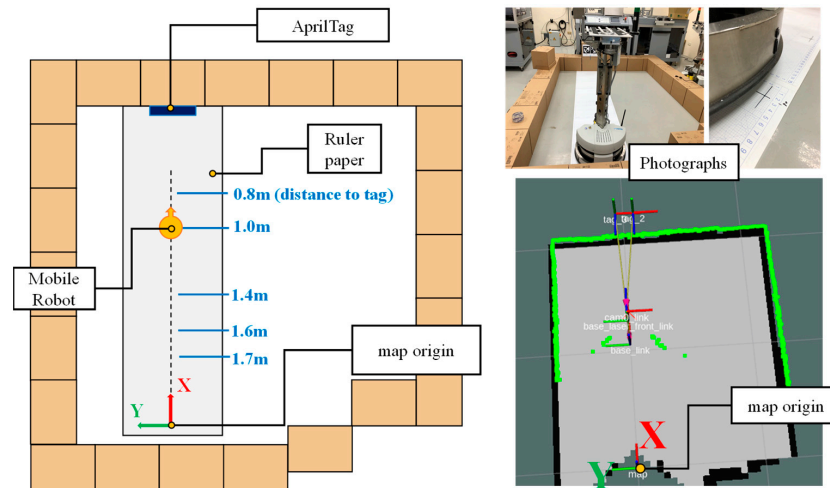 AprilTag
Ruler
paper
0.8m (distance to tag)
1.0m
Mobile
Robot
1.4m
1.6m
1.7m
map origin
X
Y
Photographs
camera_link
base_laser_front_link
base_link
map origin
X
Y
map